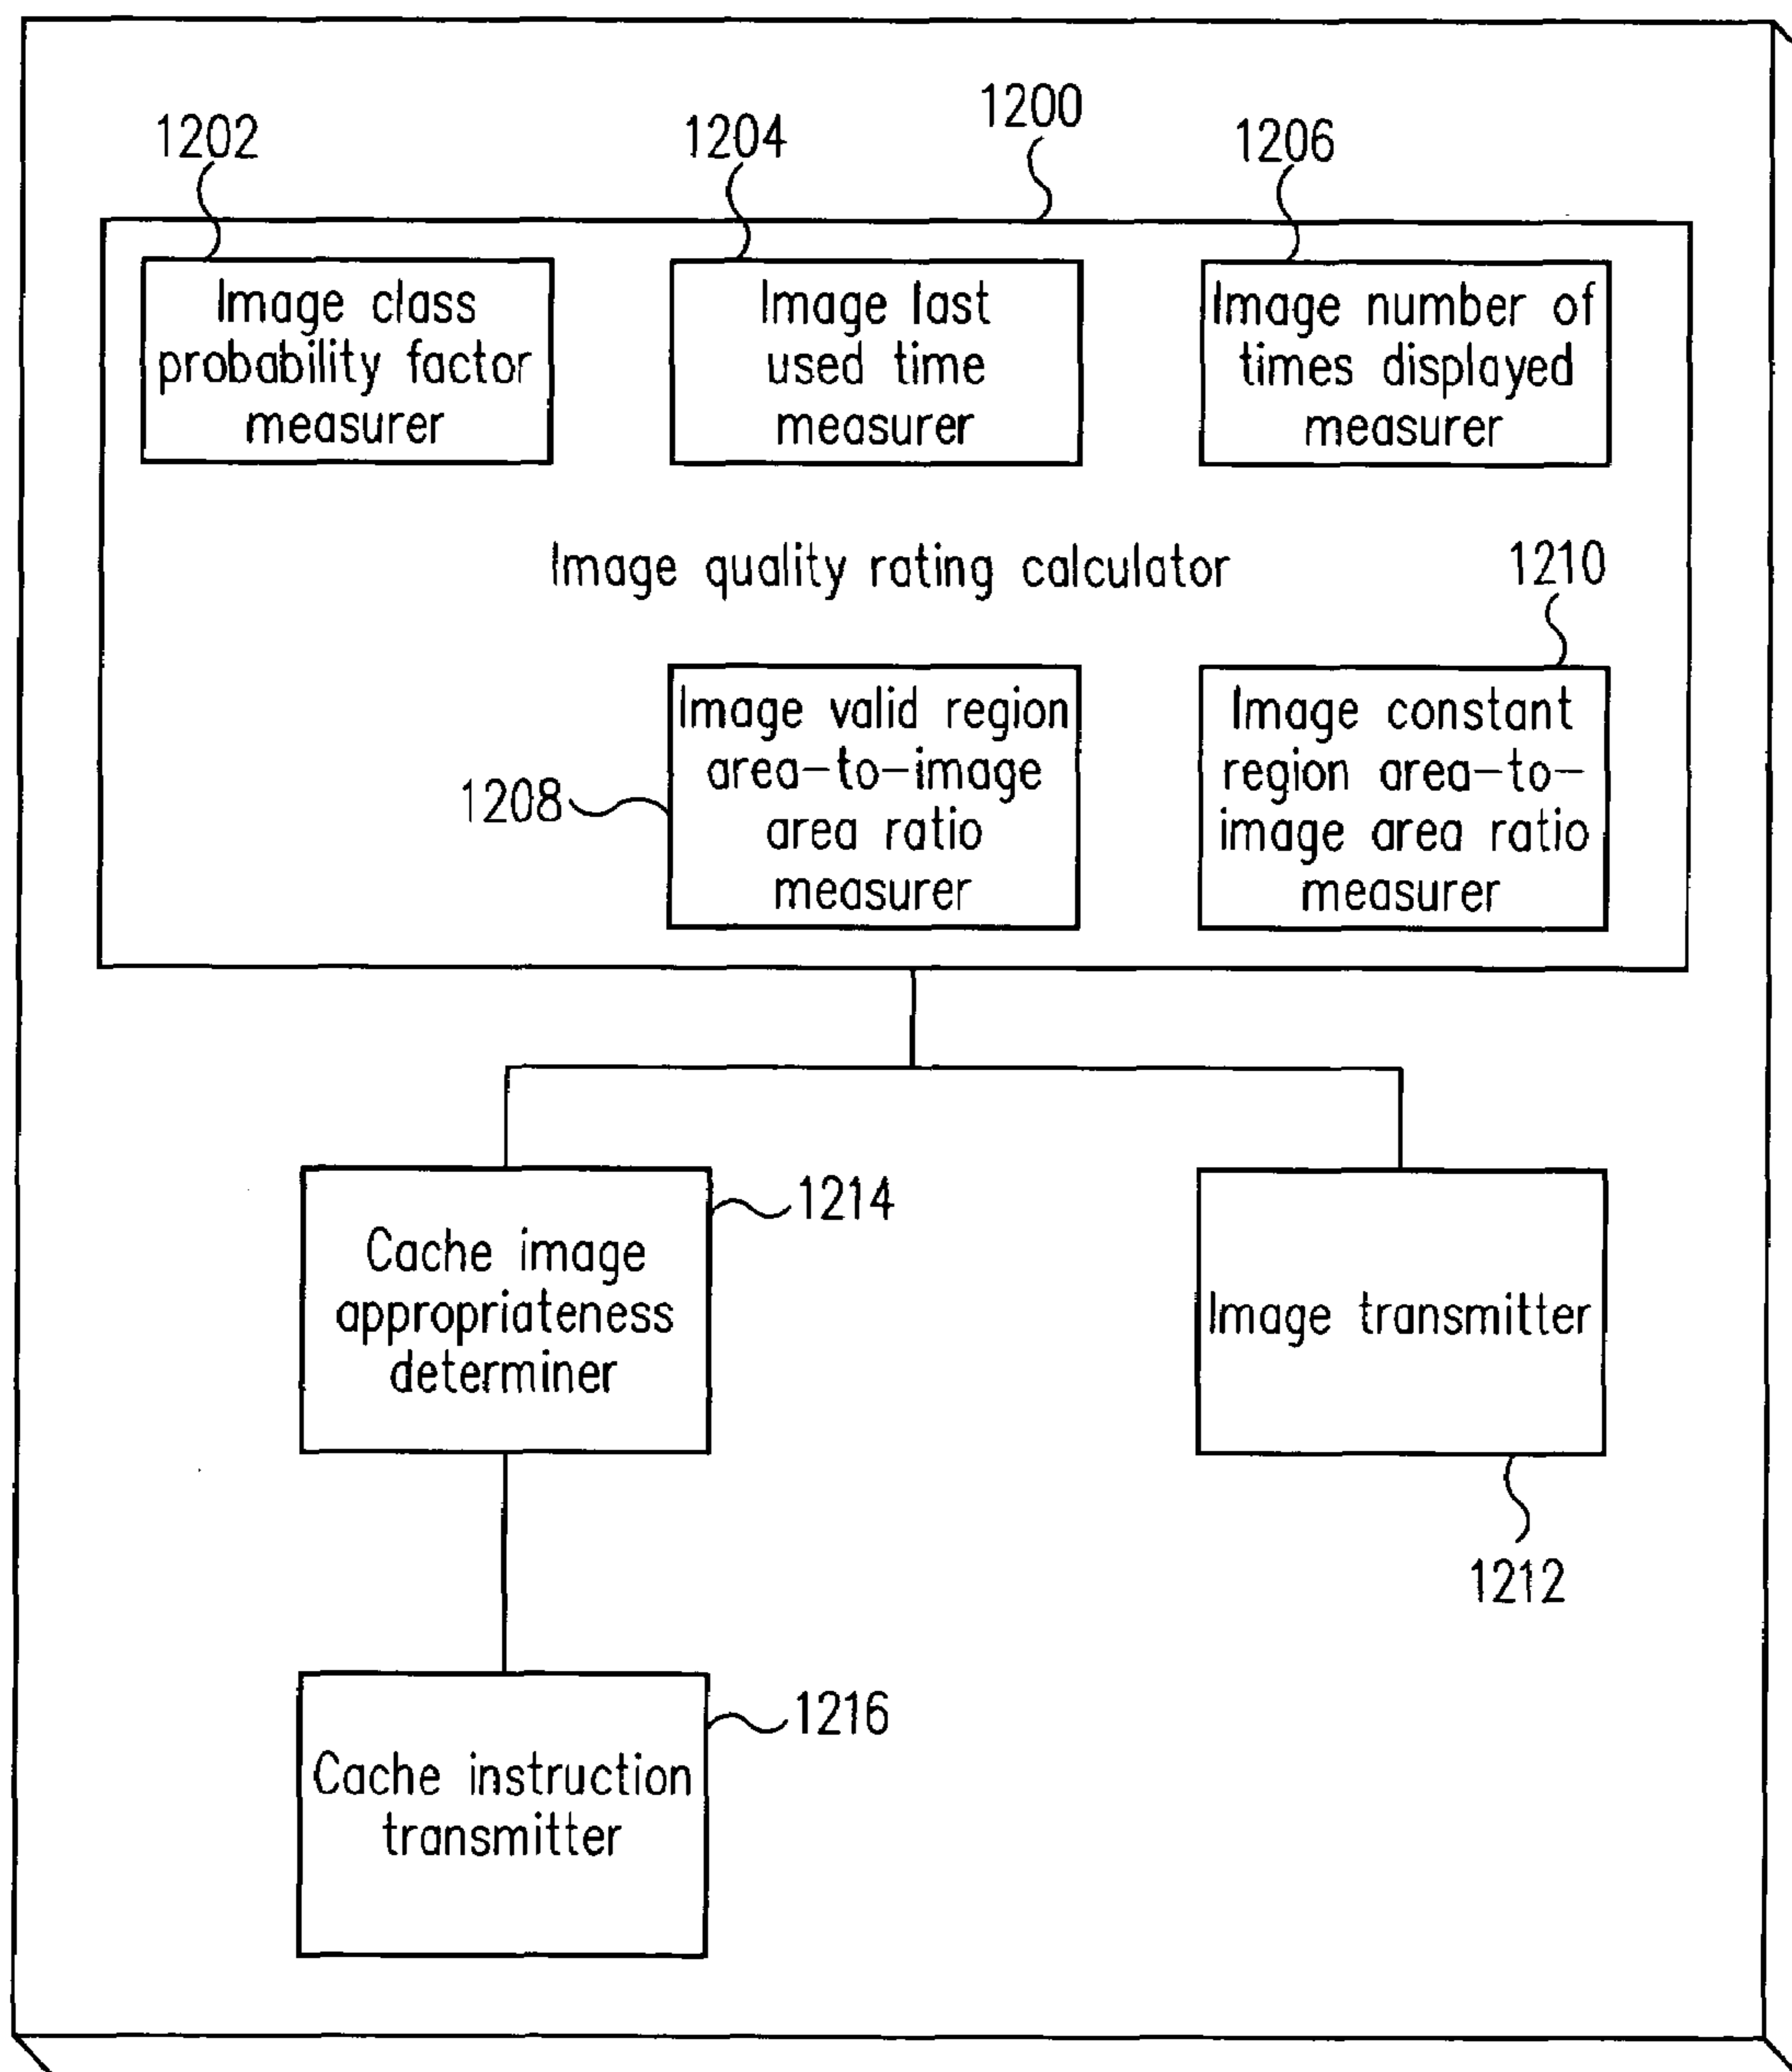 1200
1202
1204
1206
Image class
probability factor
measurer
Image last
used time
measurer
Image number of
times displayed
measurer
Image quality rating calculator
1210
Image valid region
area-to-image
area ratio
measurer
1208
Image constant
region area-to-
image area ratio
measurer
1214
Cache image
appropriateness
determiner
Image transmitter
1212
1216
Cache instruction
transmitter